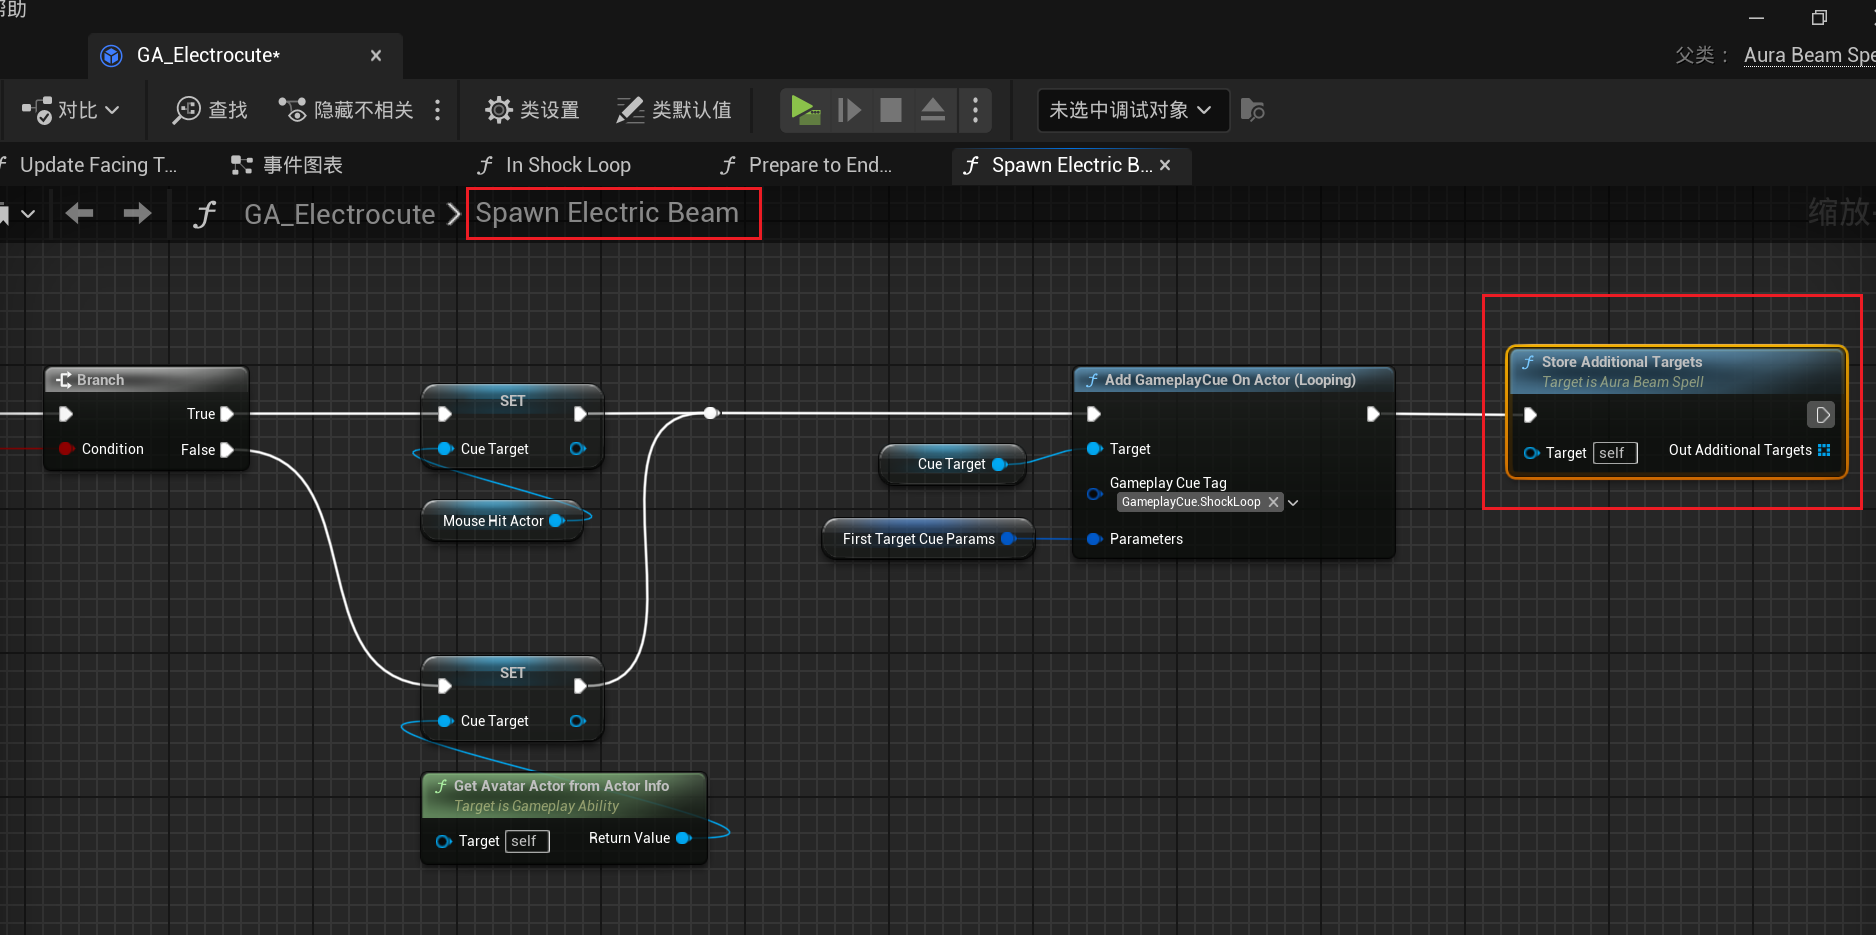 帮助
GA_Electrocute*
父类： Aura Beam Spe
对比
查找
隐藏不相关
类设置
类默认值
未选中调试对象
Update Facing T...
事件图表
In Shock Loop
Prepare to End...
Spawn Electric B...
GA_Electrocute
Spawn Electric Beam
缩放
Branch
True
Condition
False
SET
Cue Target
Mouse Hit Actor
SET
Cue Target
Get Avatar Actor from Actor Info
Target is Gameplay Ability
Target self
Return Value
Cue Target
First Target Cue Params
Add GameplayCue On Actor (Looping)
Target
Gameplay Cue Tag
GameplayCue.ShockLoop
Parameters
Store Additional Targets
Target is Aura Beam Spell
Target self
Out Additional Targets